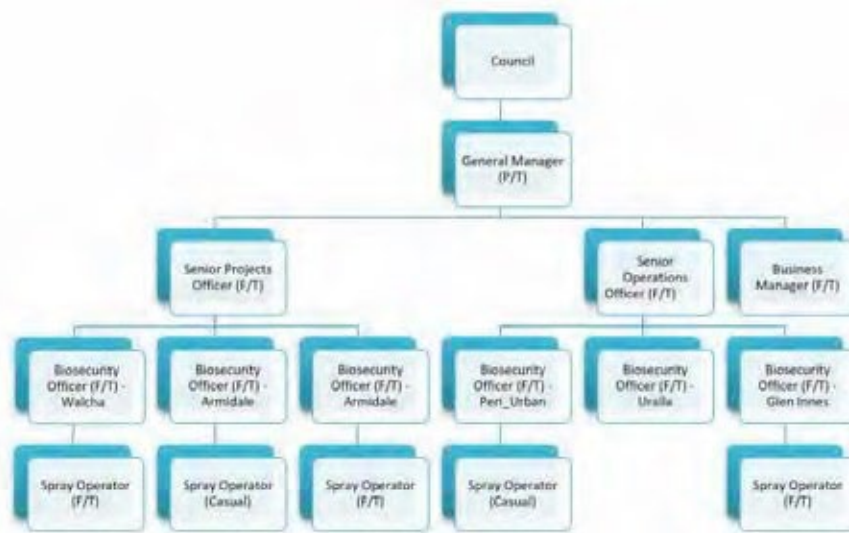 Council
General Manager
(P/T)
Senior Projects
Officer (F/T)
Senior
Operations
Officer (F/T)
Business
Manager (F/T)
Biosecurity
Officer (F/T) -
Walcha
Biosecurity
Officer (F/T) -
Armidale
Biosecurity
Officer (F/T) -
Armidale
Biosecurity
Officer (F/T) -
Peri_Urban
Biosecurity
Officer (F/T) -
Uralla
Biosecurity
Officer (F/T) -
Glen Innes
Spray Operator
(F/T)
Spray Operator
(Casual)
Spray Operator
(F/T)
Spray Operator
(Casual)
Spray Operator
(F/T)